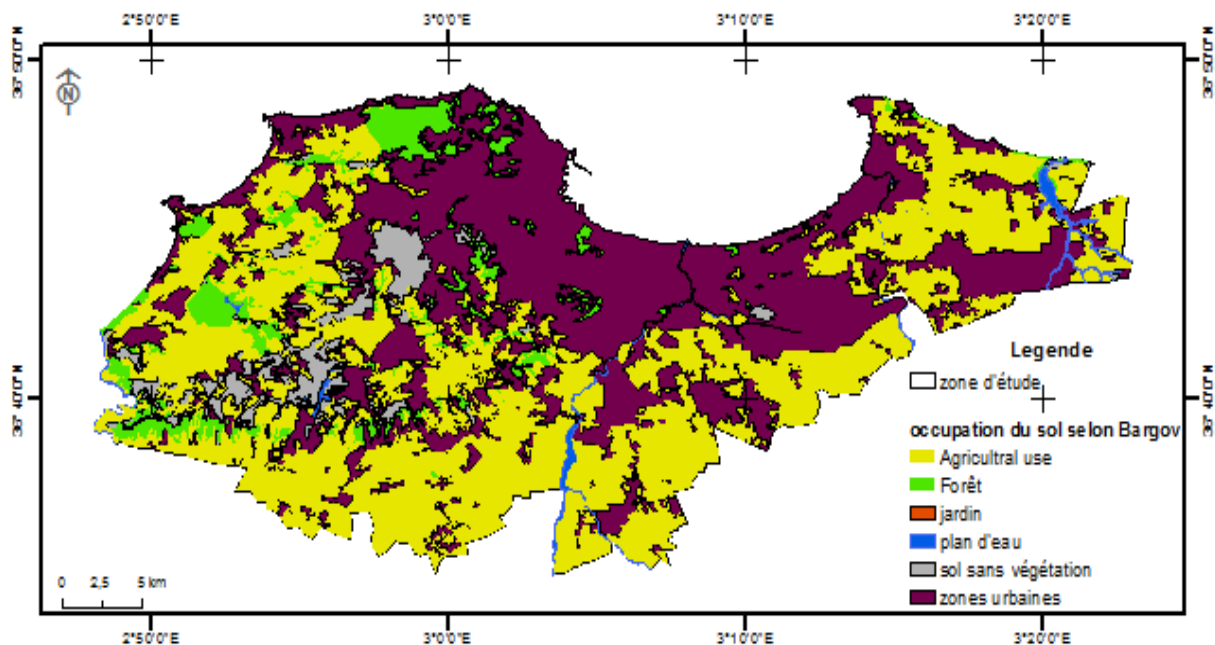 2°50'0"E 3°0'0"E 3°10'0"E 3°20'0"E
36°50'0"N 36°50'0"N
N
Legende
zone d'étude
36°40'0"N 36°40'0"N
occupation du sol selon Bargov
Agricultral use
Forêt
jardin
plan d'eau
sol sans végétation
zones urbaines
0 2,5 5 km
2°50'0"E 3°0'0"E 3°10'0"E 3°20'0"E